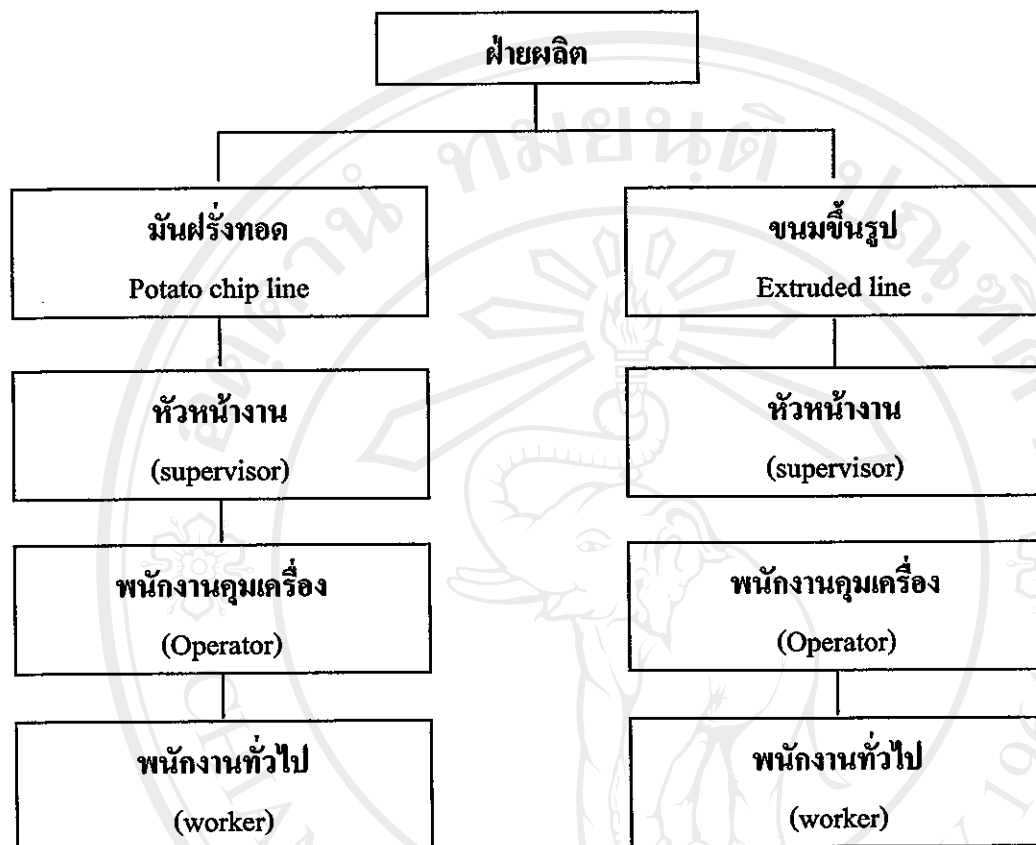 ฝ่ายผลิต
มันฝรั่งทอด
Potato chip line
หัวหน้างาน
(supervisor)
พนักงานคุมเครื่อง
(Operator)
พนักงานทั่วไป
(worker)
ขนมขึ้นรูป
Extruded line
หัวหน้างาน
(supervisor)
พนักงานคุมเครื่อง
(Operator)
พนักงานทั่วไป
(worker)